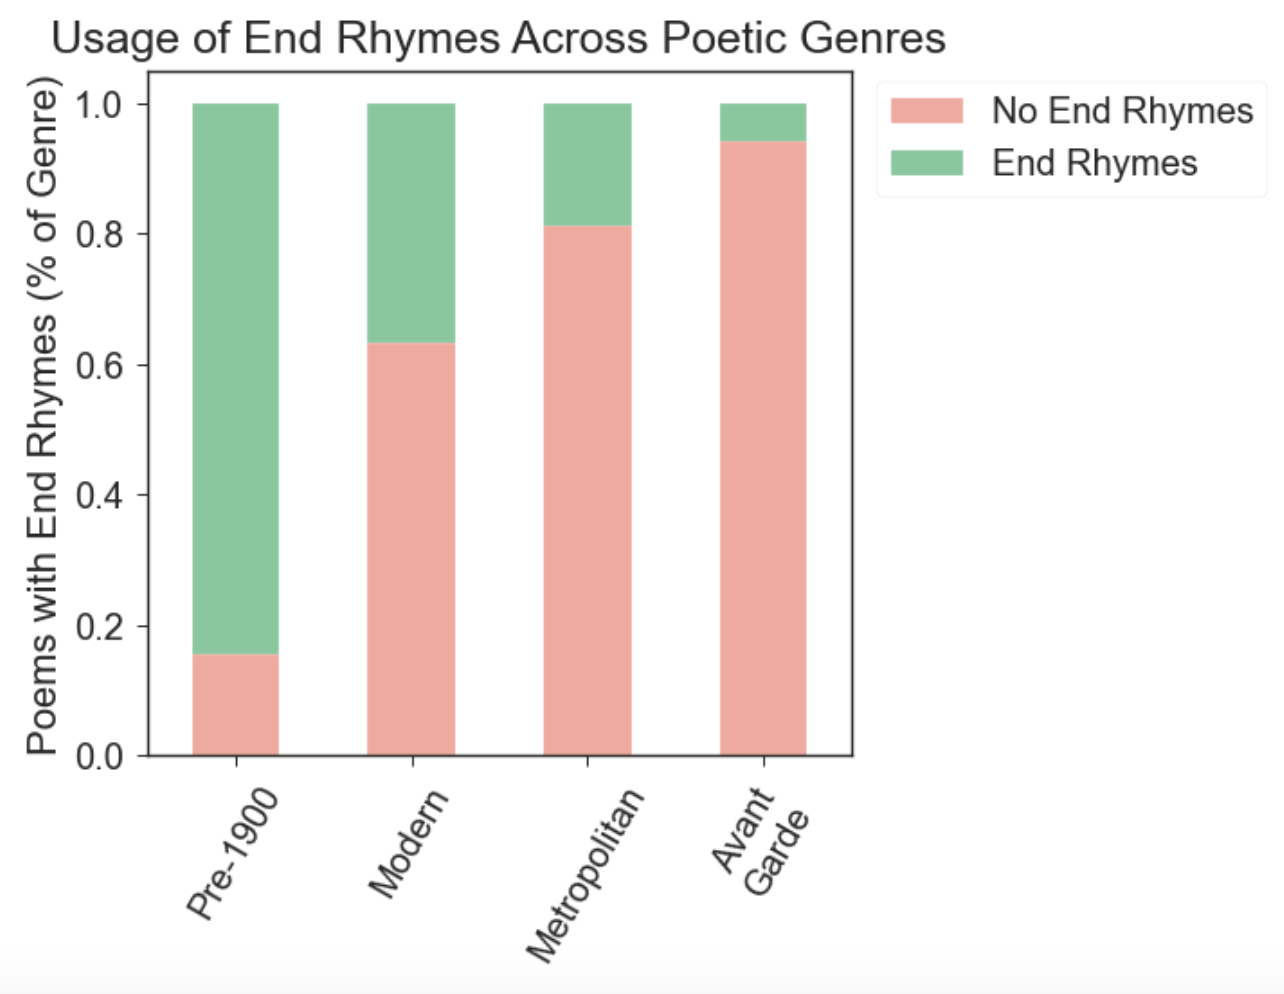 Usage of End Rhymes Across Poetic Genres
Poems with End Rhymes (% of Genre)
1.0
0.8
0.6
0.4
0.2
0.0
Pre-1900
Modern
Metropolitan
Avant
Garde
No End Rhymes
End Rhymes